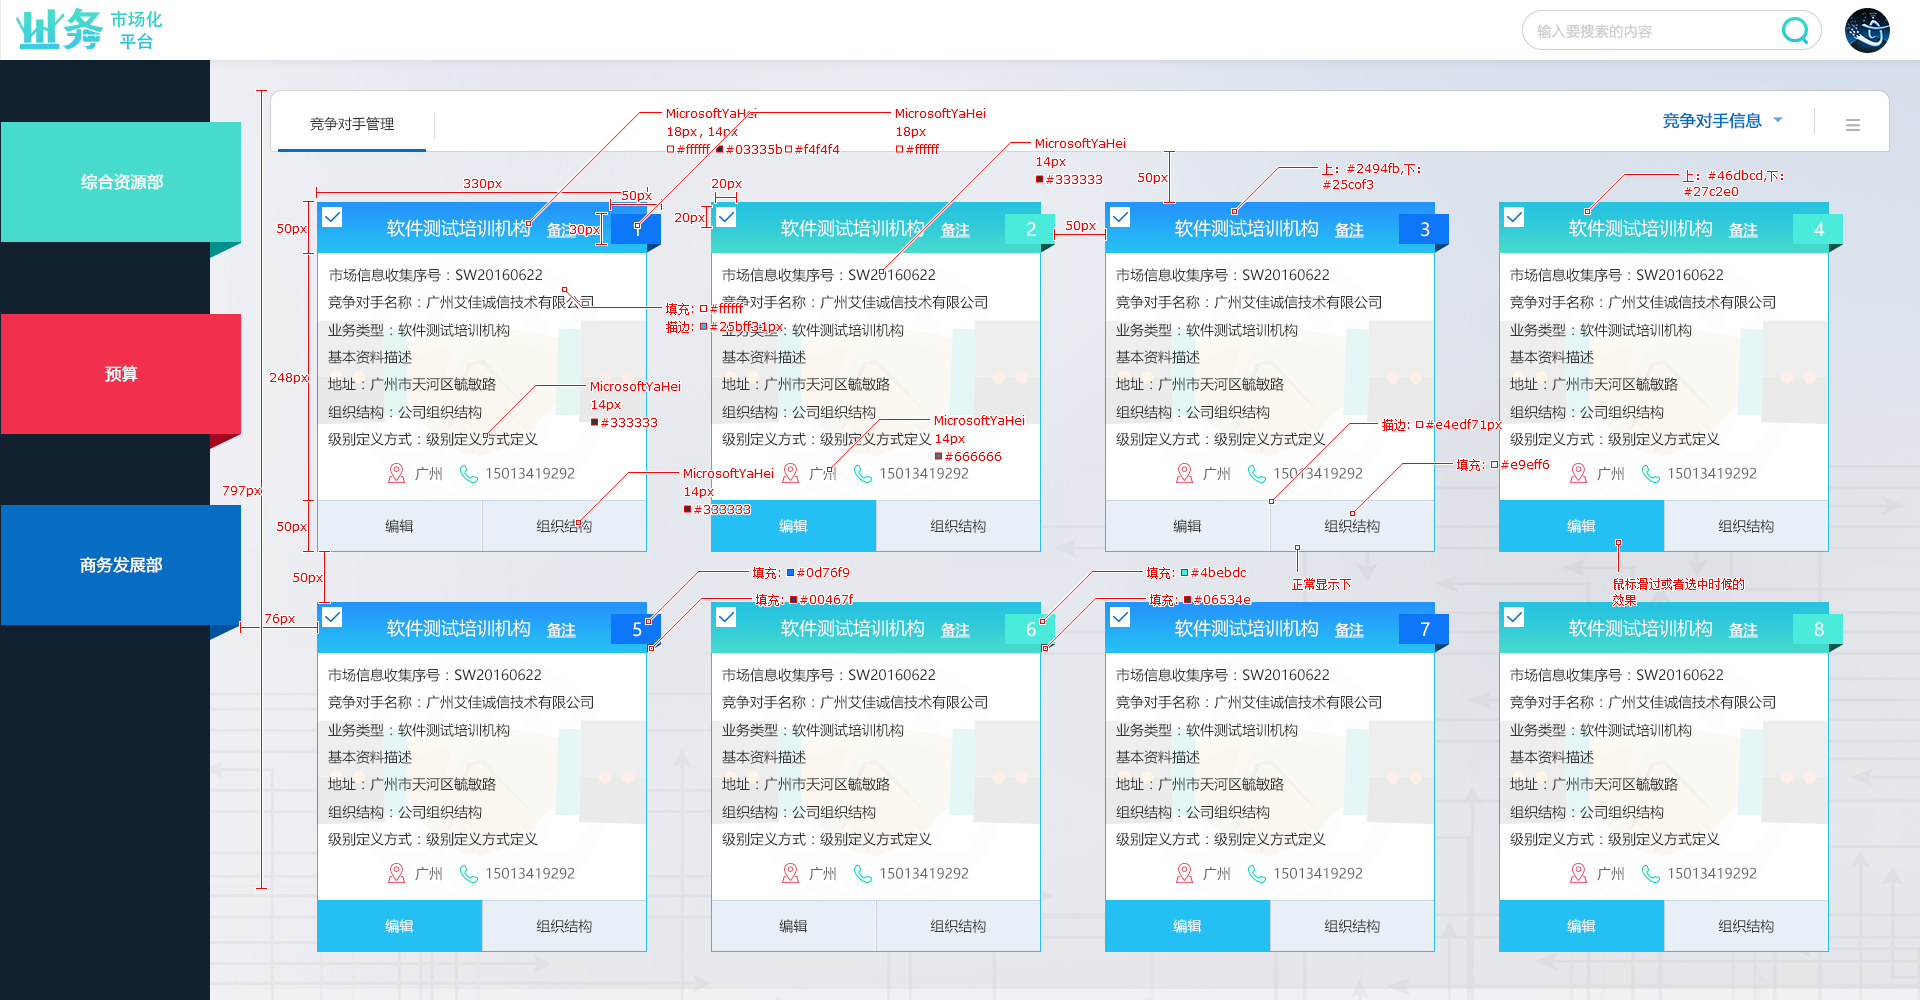 业务 市场化
平台
输入要搜索的内容
竞争对手管理
竞争对手信息
综合资源部
预算
商务发展部
MicrosoftYaHei
18px , 14px
#ffffff #03335b #f4f4f4
MicrosoftYaHei
18px
#ffffff
MicrosoftYaHei
14px
#333333
50px
上: #2494fb,下:
#25cof3
上: #46dbcd,下:
#27c2e0
330px
50px
20px
20px
50px
30px
50px
248px
797px
50px
50px
76px
软件测试培训机构 备注 1
市场信息收集序号：SW20160622
竞争对手名称：广州艾佳诚信技术有限公司
业务类型：软件测试培训机构
基本资料描述
地址：广州市天河区毓敏路
组织结构：公司组织结构
级别定义方式：级别定义方式定义
广州 15013419292
编辑 组织结构
填充: #ffffff
描边: #25bff31px
MicrosoftYaHei
14px
#333333
MicrosoftYaHei
14px
#333333
软件测试培训机构 备注 2
市场信息收集序号：SW20160622
竞争对手名称：广州艾佳诚信技术有限公司
业务类型：软件测试培训机构
基本资料描述
地址：广州市天河区毓敏路
组织结构：公司组织结构
级别定义方式：级别定义方式定义
广州 15013419292
编辑 组织结构
MicrosoftYaHei
14px
#666666
软件测试培训机构 备注 3
市场信息收集序号：SW20160622
竞争对手名称：广州艾佳诚信技术有限公司
业务类型：软件测试培训机构
基本资料描述
地址：广州市天河区毓敏路
组织结构：公司组织结构
级别定义方式：级别定义方式定义
广州 15013419292
编辑 组织结构
描边: #e4edf71px
填充: #e9eff6
正常显示下
软件测试培训机构 备注 4
市场信息收集序号：SW20160622
竞争对手名称：广州艾佳诚信技术有限公司
业务类型：软件测试培训机构
基本资料描述
地址：广州市天河区毓敏路
组织结构：公司组织结构
级别定义方式：级别定义方式定义
广州 15013419292
编辑 组织结构
鼠标滑过或者选中时候的
效果
填充: #0d76f9
填充: #00467f
填充: #4bebdc
填充: #06534e
软件测试培训机构 备注 5
市场信息收集序号：SW20160622
竞争对手名称：广州艾佳诚信技术有限公司
业务类型：软件测试培训机构
基本资料描述
地址：广州市天河区毓敏路
组织结构：公司组织结构
级别定义方式：级别定义方式定义
广州 15013419292
编辑 组织结构
软件测试培训机构 备注 6
市场信息收集序号：SW20160622
竞争对手名称：广州艾佳诚信技术有限公司
业务类型：软件测试培训机构
基本资料描述
地址：广州市天河区毓敏路
组织结构：公司组织结构
级别定义方式：级别定义方式定义
广州 15013419292
编辑 组织结构
软件测试培训机构 备注 7
市场信息收集序号：SW20160622
竞争对手名称：广州艾佳诚信技术有限公司
业务类型：软件测试培训机构
基本资料描述
地址：广州市天河区毓敏路
组织结构：公司组织结构
级别定义方式：级别定义方式定义
广州 15013419292
编辑 组织结构
软件测试培训机构 备注 8
市场信息收集序号：SW20160622
竞争对手名称：广州艾佳诚信技术有限公司
业务类型：软件测试培训机构
基本资料描述
地址：广州市天河区毓敏路
组织结构：公司组织结构
级别定义方式：级别定义方式定义
广州 15013419292
编辑 组织结构